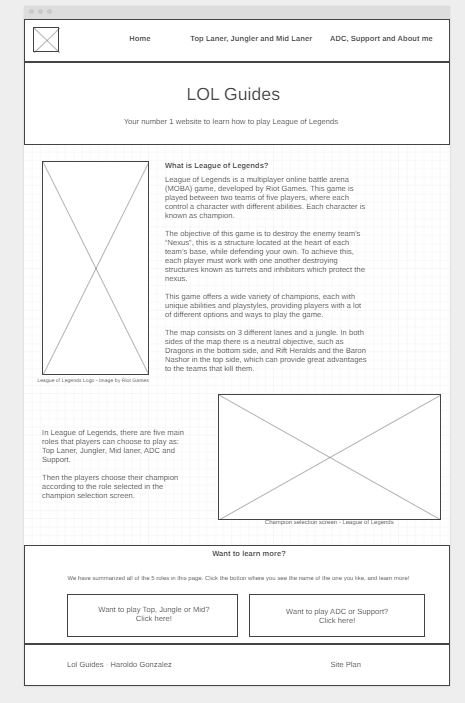 Home
Top Laner, Jungler and Mid Laner
ADC, Support and About me
LOL Guides
Your number 1 website to learn how to play League of Legends
What is League of Legends?
League of Legends is a multiplayer online battle arena
(MOBA) game, developed by Riot Games. This game is
played between two teams of five players, where each
control a character with different abilities. Each character is
known as champion.
The objective of this game is to destroy the enemy team's
"Nexus", this is a structure located at the heart of each
team's base, while defending your own. To achieve this,
each player must work with one another destroying
structures known as turrets and inhibitors which protect the
nexus.
This game offers a wide variety of champions, each with
unique abilities and playstyles, providing players with a lot
of different options and ways to play the game.
The map consists on 3 different lanes and a jungle. In both
sides of the map there is a neutral objective, such as
Dragons in the bottom side, and Rift Heralds and the Baron
Nashor in the top side, which can provide great advantages
to the teams that kill them.
League of Legends Logo - Image by Riot Games
In League of Legends, there are five main
roles that players can choose to play as:
Top Laner, Jungler, Mid laner, ADC and
Support.
Then the players choose their champion
according to the role selected in the
champion selection screen.
Champion selection screen - League of Legends
Want to learn more?
We have summarized all of the 5 roles in this page. Click the button where you see the name of the one you like, and learn more!
Want to play Top, Jungle or Mid?
Click here!
Want to play ADC or Support?
Click here!
Lol Guides · Haroldo Gonzalez
Site Plan